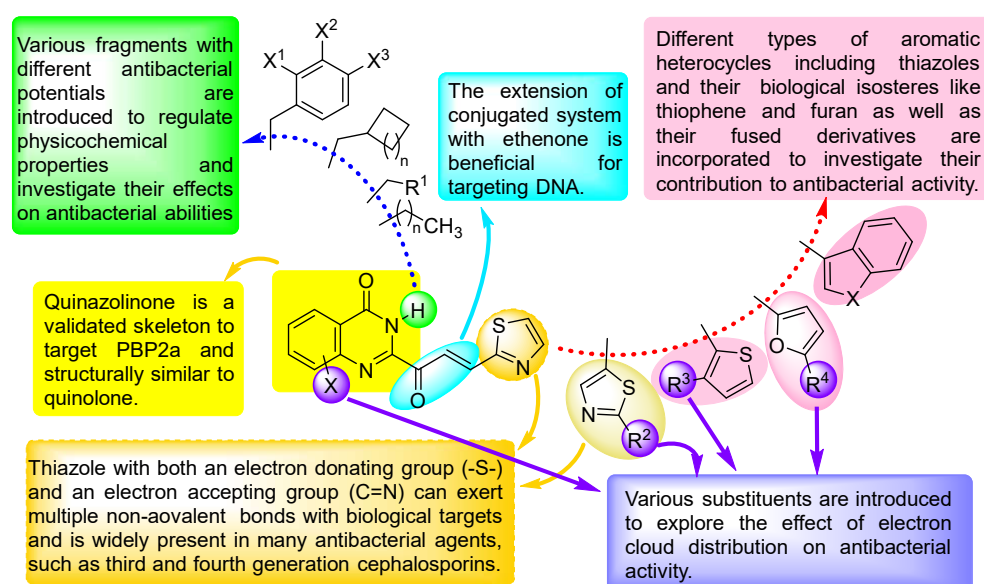 Various fragments with
different antibacterial
potentials are
introduced to regulate
physicochemical
properties and
investigate their effects
on antibacterial abilities
X¹
X²
X³
n
R¹
n
CH₃
The extension of
conjugated system
with ethenone is
beneficial for
targeting DNA.
Different types of aromatic
heterocycles including thiazoles
and their biological isosteres like
thiophene and furan as well as
their fused derivatives are
incorporated to investigate their
contribution to antibacterial activity.
Quinazolinone is a
validated skeleton to
target PBP2a and
structurally similar to
quinolone.
O
N
H
N
X
O
S
N
N
S
R²
R³
S
O
R⁴
X
Thiazole with both an electron donating group (-S-)
and an electron accepting group (C=N) can exert
multiple non-aovalent bonds with biological targets
and is widely present in many antibacterial agents,
such as third and fourth generation cephalosporins.
Various substituents are introduced
to explore the effect of electron
cloud distribution on antibacterial
activity.